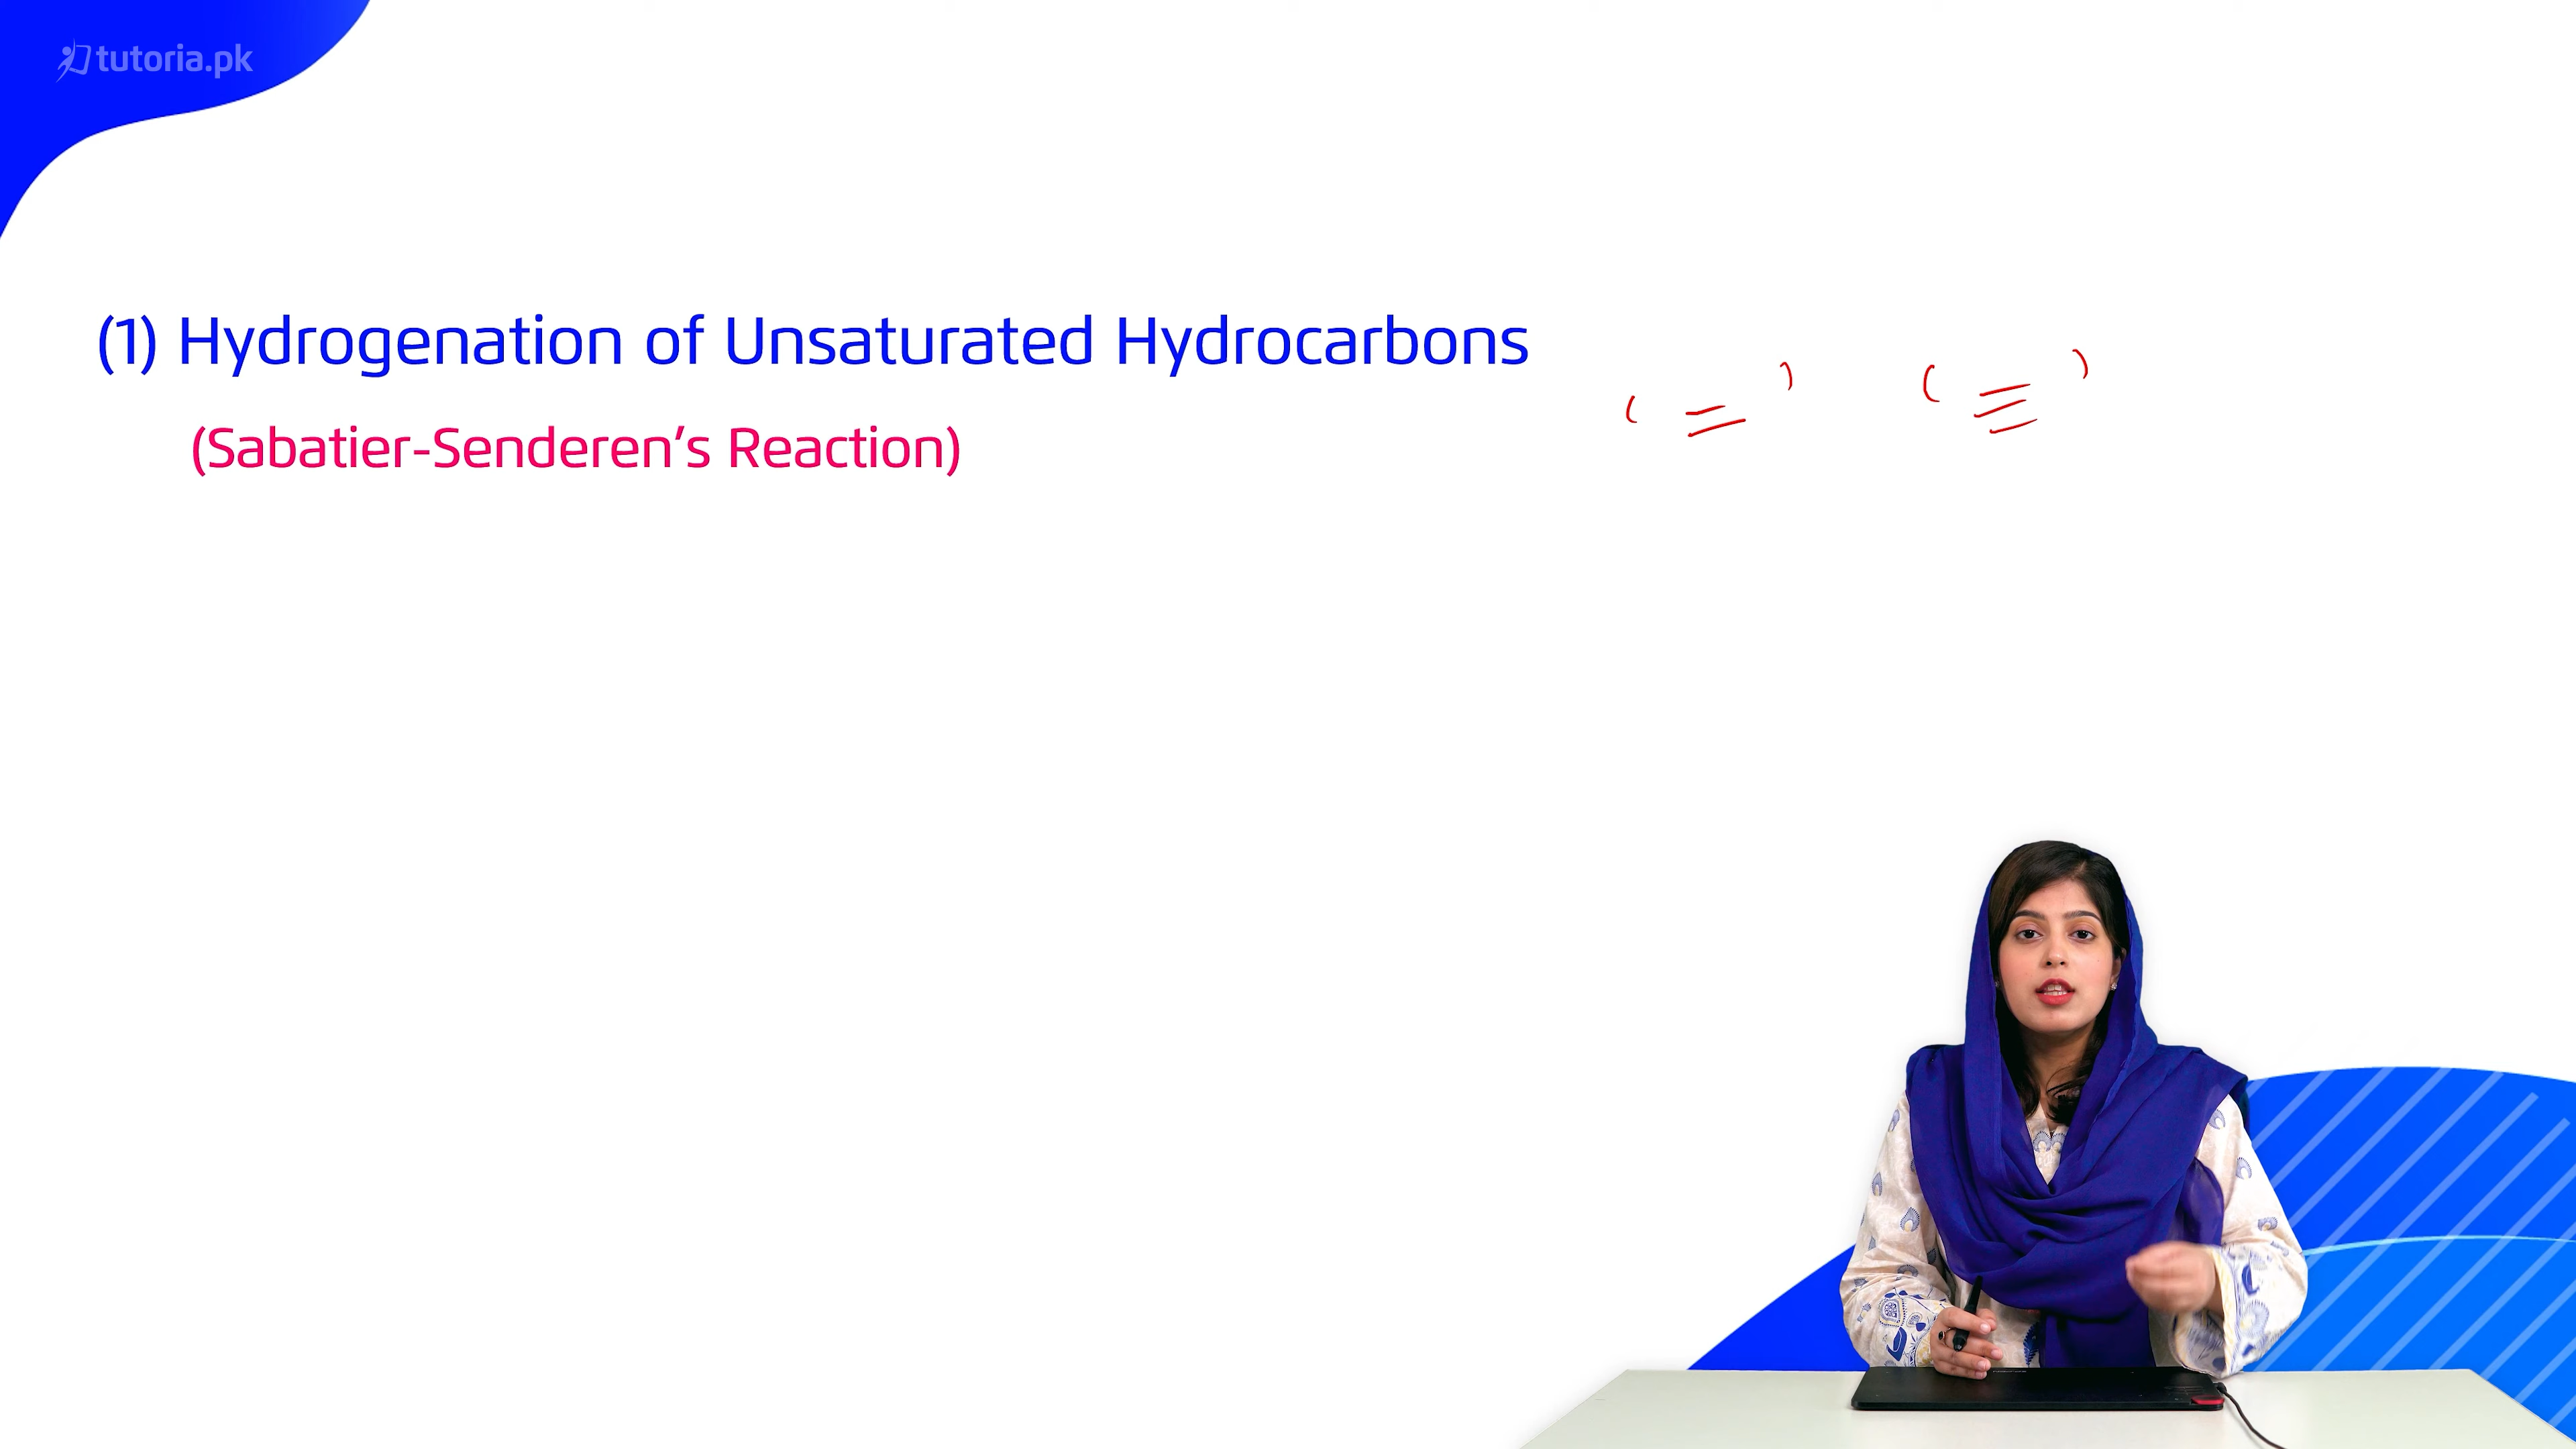 tutoria.pk
(1) Hydrogenation of Unsaturated Hydrocarbons
( = ) ( ≡ )
(Sabatier-Senderen’s Reaction)